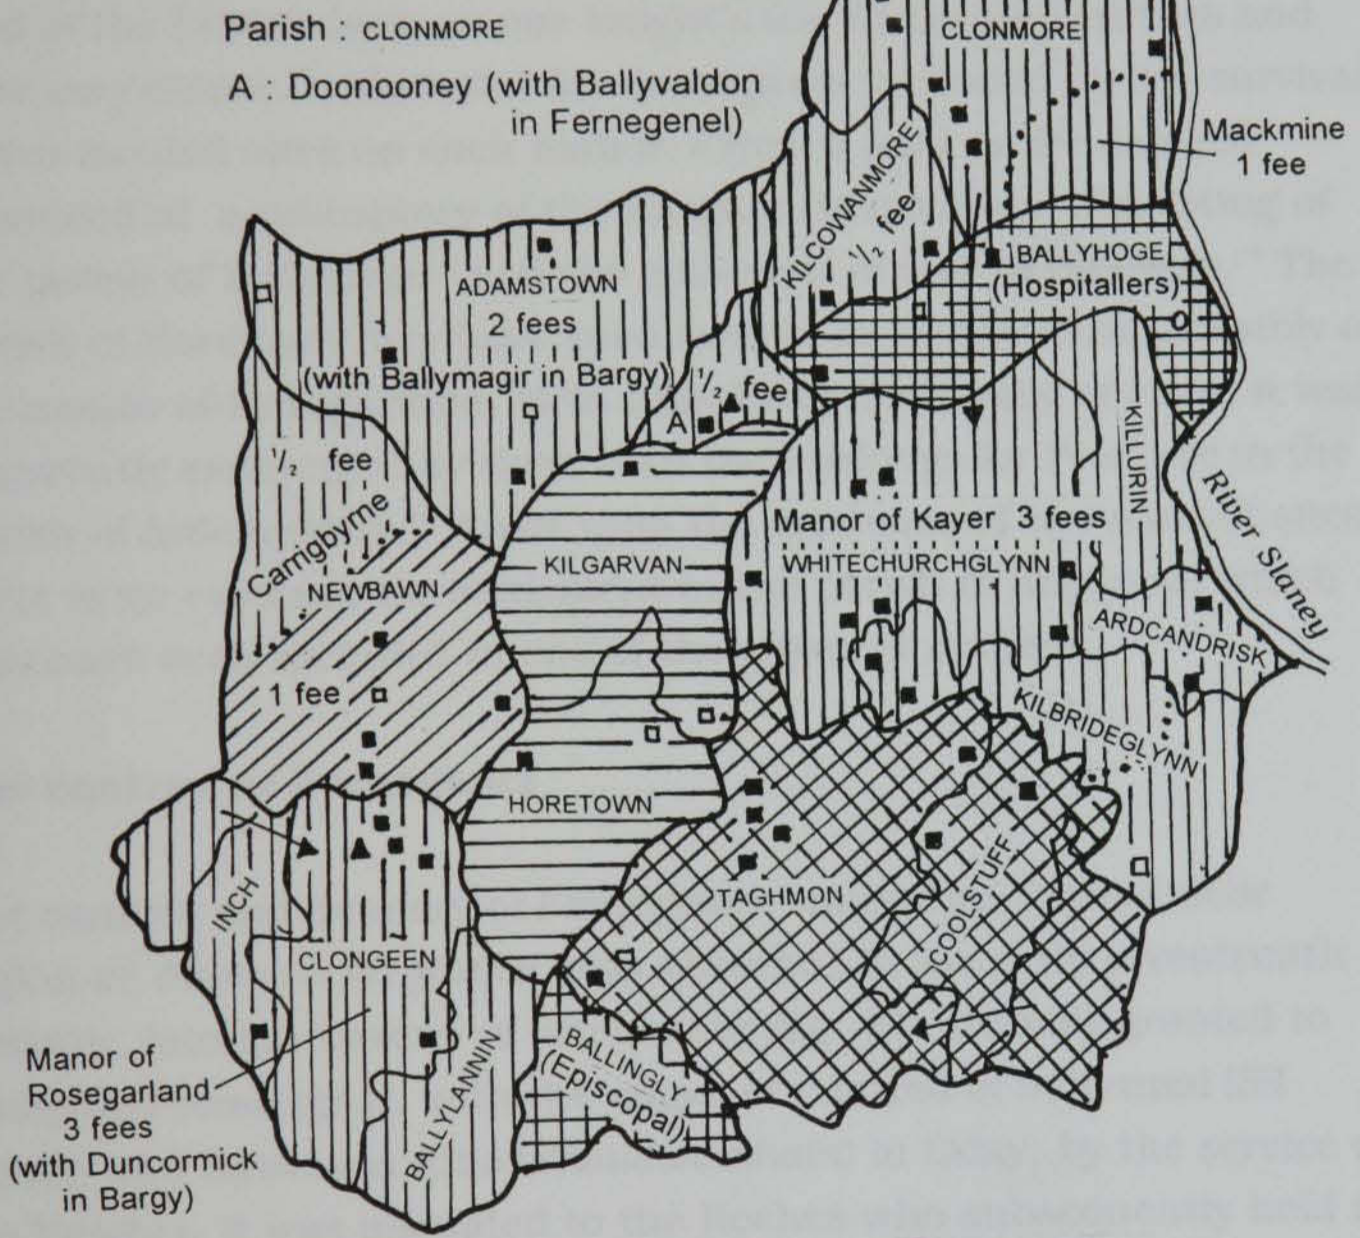 Parish : CLONMORE
A : Doonooney (with Ballyvaldon
in Fernegenel)
CLONMORE
Mackmine
1 fee
KILCOWANMORE
1/2 fee
BALLYHOGE
(Hospitallers)
ADAMSTOWN
2 fees
(with Ballymagir in Bargy)
1/2 fee
A
KILLURIN
River Slaney
1/2 fee
Carrigbyrne
NEWBAWN
1 fee
KILGARVAN
Manor of Kayer, 3 fees
WHITECHURCHGLYNN
ARDCANDRISK
KILBRIDEGLYNN
HORETOWN
TAGHMON
COOLSTUFF
INCH
CLONGEEN
BALLYLANNIN
BALLINGLY
(Episcopal)
Manor of
Rosegarland
3 fees
(with Duncormick
in Bargy)